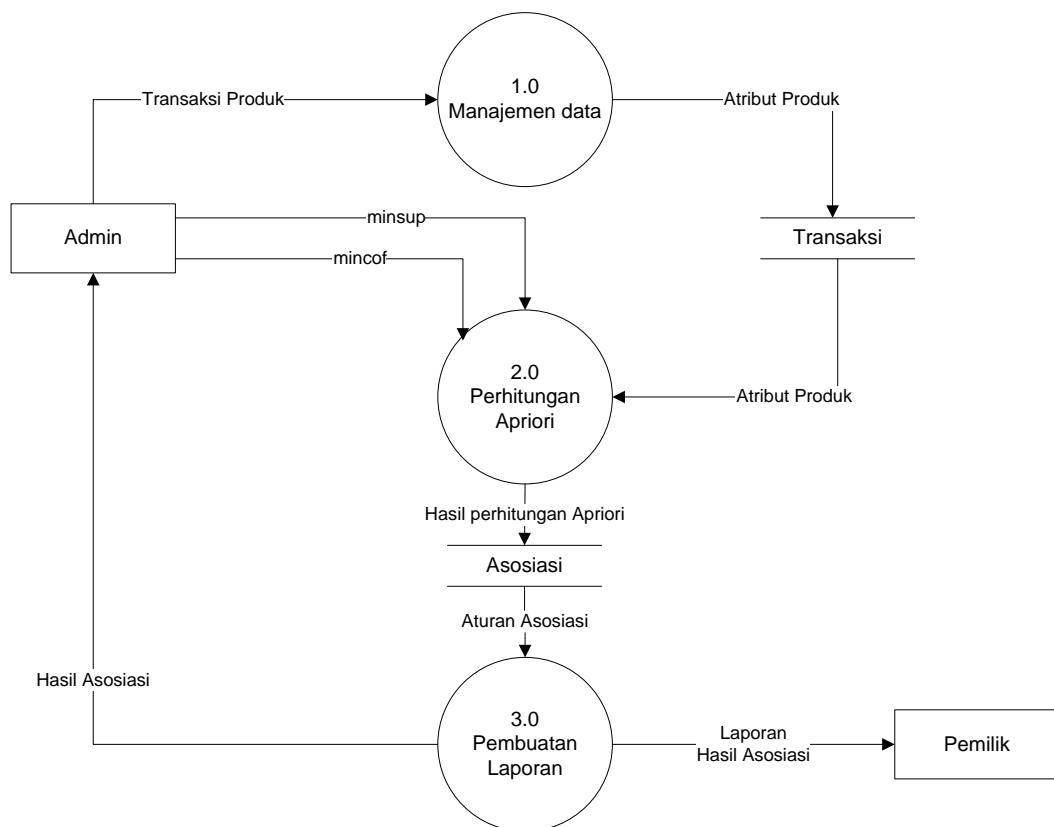 1.0
Manajemen data
Transaksi Produk
Atribut Produk
Admin
minsup
mincof
Transaksi
2.0
Perhitungan
Apriori
Atribut Produk
Hasil perhitungan Apriori
Asosiasi
Aturan Asosiasi
Hasil Asosiasi
3.0
Pembuatan
Laporan
Laporan
Hasil Asosiasi
Pemilik